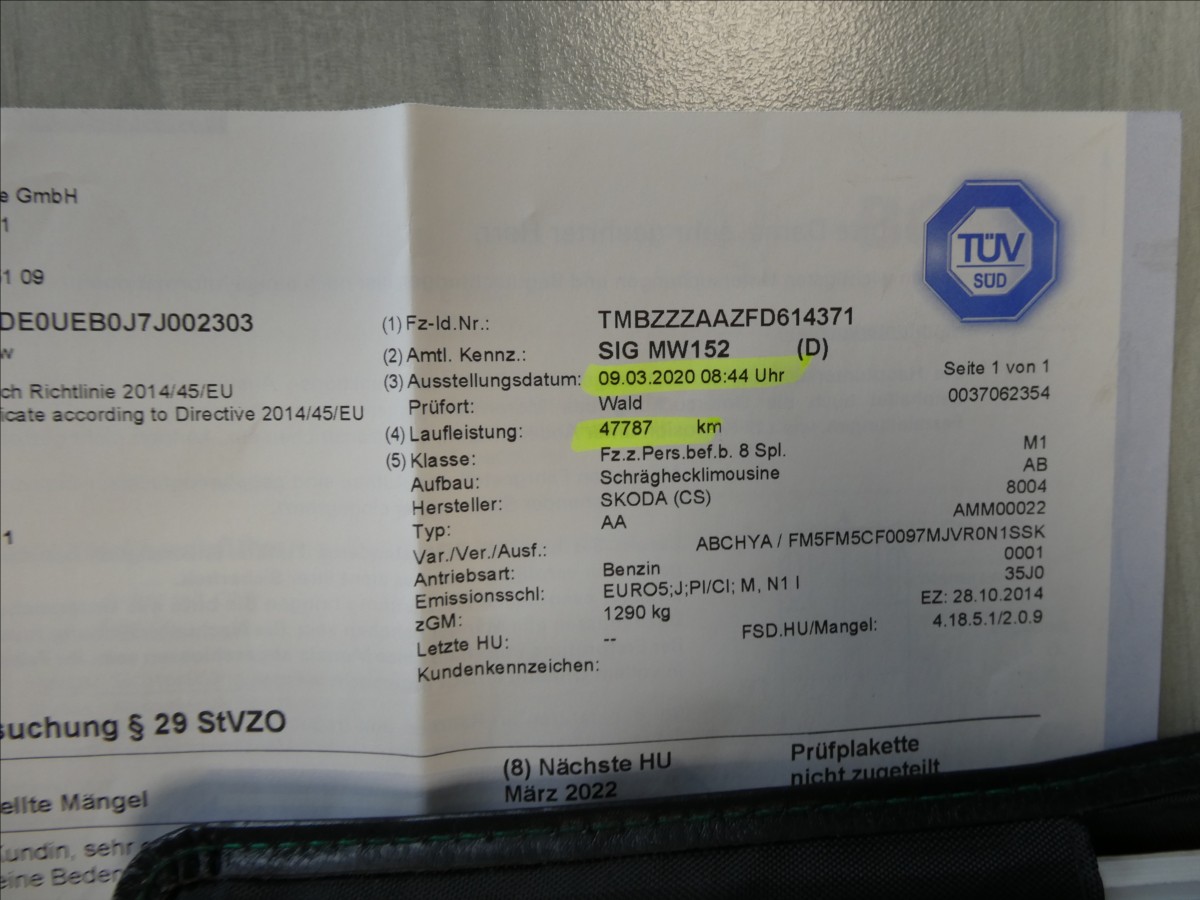 e GmbH
1
TÜV
SÜD
51 09
DE0UEB0J7J002303
(1) Fz-Id.Nr.: TMBZZZAAZFD614371
(2) Amtl. Kennz.: SIG MW152 (D)
(3) Ausstellungsdatum: 09.03.2020 08:44 Uhr Seite 1 von 1
ch Richtlinie 2014/45/EU Prüfort: Wald 0037062354
icate according to Directive 2014/45/EU
(4) Laufleistung: 47787 km
(5) Klasse: Fz.z.Pers.bef.b. 8 Spl. M1
Aufbau: Schräghecklimousine AB
Hersteller: SKODA (CS) 8004
Typ: AA AMM00022
1
Var./Ver./Ausf.: ABCHYA / FM5FM5CF0097MJVR0N1SSK
Antriebsart: Benzin 0001
Emissionsschl: EURO5;J;PI/CI; M, N1 I 35J0
zGM: 1290 kg EZ: 28.10.2014
Letzte HU: -- FSD.HU/Mangel: 4.18.5.1/2.0.9
Kundenkennzeichen:
suchung § 29 StVZO
(8) Nächste HU Prüfplakette
März 2022 nicht zugeteilt
ellte Mängel
Kundin, sehr
eine Beden